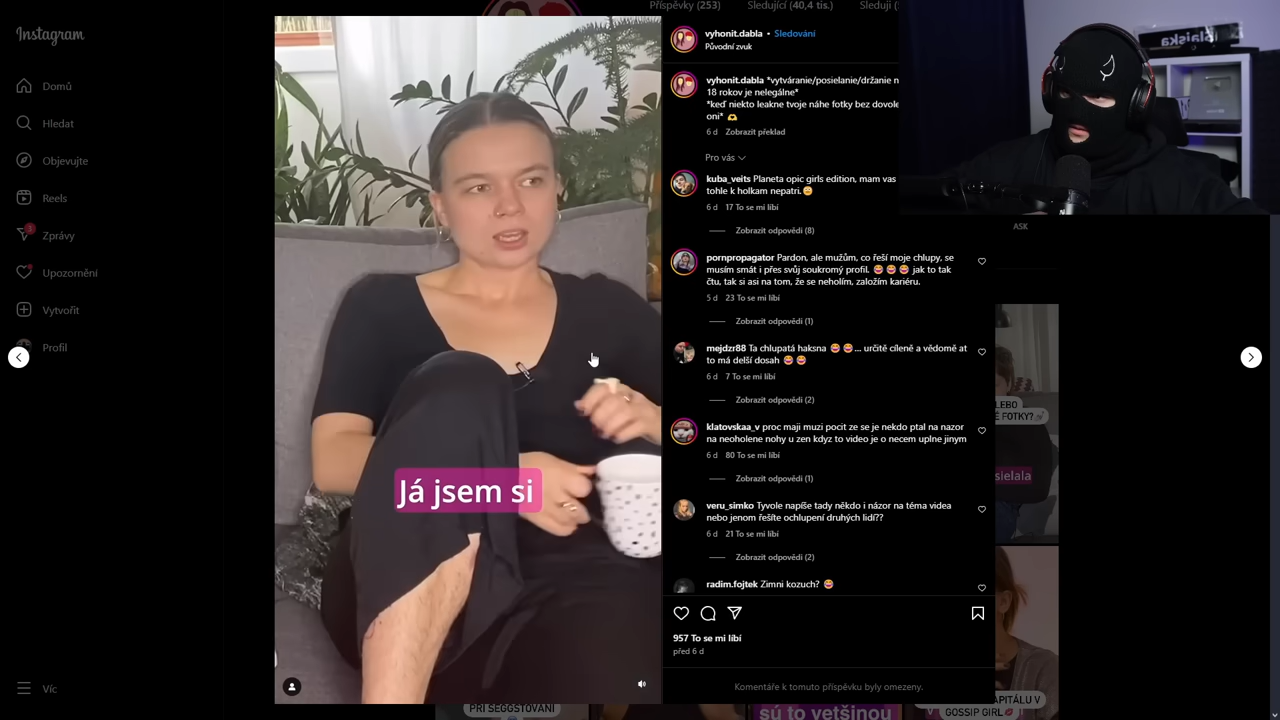 Příspěvky (253)
Sledující (40,4 tis.)
Sleduji (
Instagram
Domů
Hledat
Objevujte
Reels
3
Zprávy
Upozornění
Vytvořit
Profil
Víc
Já jsem si
vyhonit.dabla • Sledování
Původní zvuk
vyhonit.dabla *vytváranie/posielanie/držanie n
18 rokov je nelegálne*
*keď niekto leakne tvoje náhe fotky bez dovole
oni* 🫶
6 d Zobrazit překlad
Pro vás
kuba_veits Planeta opic girls edition, mam vas
tohle k holkam nepatri.😩
6 d 17 To se mi líbí
Zobrazit odpovědi (8)
pornpropagator Pardon, ale mužům, co řeší moje chlupy, se
musím smát i přes svůj soukromý profil. 😂😂😂 jak to tak
čtu, tak si asi na tom, že se neholím, založím kariéru.
5 d 23 To se mi líbí
Zobrazit odpovědi (1)
mejdzr88 Ta chlupatá haksna 😂😂... určitě cíleně a vědomě at
to má delší dosah 😂😂
6 d 7 To se mi líbí
Zobrazit odpovědi (2)
klatovskaa_v proc maji muzi pocit ze se je nekdo ptal na nazor
na neoholene nohy u zen kdyz to video je o necem uplne jinym
6 d 80 To se mi líbí
Zobrazit odpovědi (1)
veru_simko Tyvole napíše tady někdo i názor na téma videa
nebo jenom řešíte ochlupení druhých lidí??
6 d 21 To se mi líbí
Zobrazit odpovědi (2)
radim.fojtek Zimni kozuch? 😂
957 To se mi líbí
před 6 d
Komentáře k tomuto příspěvku byly omezeny.
ASK
LEBO
FOTKY?
sielala
PRI SEGGSTOVANÍ
sú to vetšinou
APITÁLU V
GOSSIP GIRL